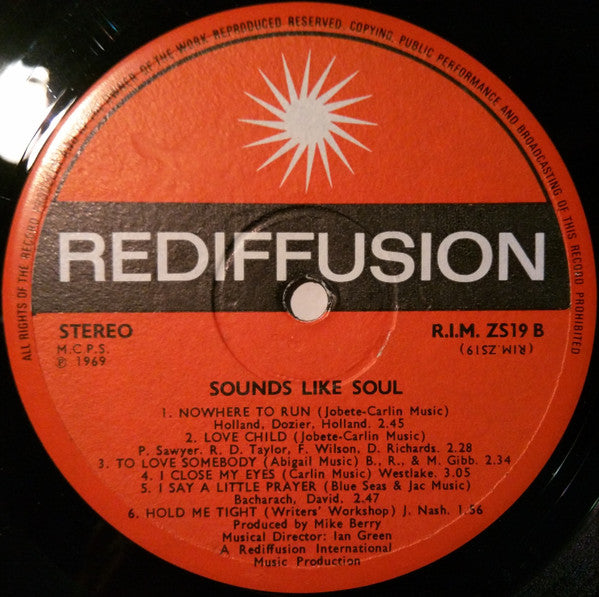 ALL RIGHTS OF THE RECORD OWNER OF THE WORK REPRODUCED RESERVED. COPYING, PUBLIC PERFORMANCE AND BROADCASTING OF THIS RECORD PROHIBITED
REDIFFUSION
STEREO
M.C.P.S.
℗ 1969
R.I.M. ZS19 B
(RIM.ZS19)
SOUNDS LIKE SOUL
1. NOWHERE TO RUN (Jobete-Carlin Music)
Holland, Dozier, Holland. 2.45
2. LOVE CHILD (Jobete-Carlin Music)
P. Sawyer. R. D. Taylor, F. Wilson, D. Richards. 2.28
3. TO LOVE SOMEBODY (Abigail Music) B., R., & M. Gibb. 2.34
4. I CLOSE MY EYES (Carlin Music) Westlake. 3.05
5. I SAY A LITTLE PRAYER (Blue Seas & Jac Music)
Bacharach, David. 2.47
6. HOLD ME TIGHT (Writers' Workshop) J. Nash. 1.56
Produced by Mike Berry
Musical Director: Ian Green
A Rediffusion International
Music Production